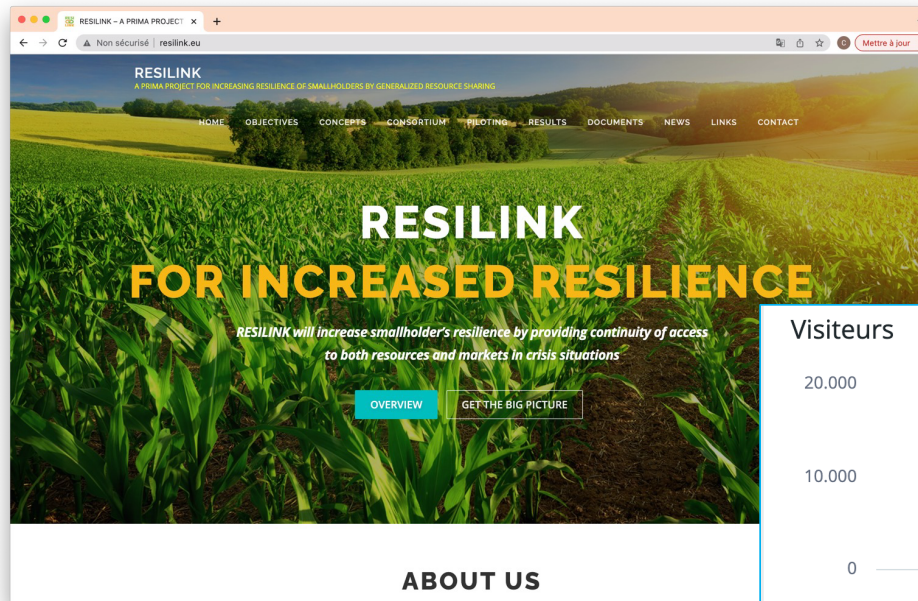 RESILINK – A PRIMA PROJECT
Non sécurisé | resilink.eu
C
Mettre à jour
RESILINK
A PRIMA PROJECT FOR INCREASING RESILIENCE OF SMALLHOLDERS BY GENERALIZED RESOURCE SHARING
HOME OBJECTIVES CONCEPTS CONSORTIUM PILOTING RESULTS DOCUMENTS NEWS LINKS CONTACT
RESILINK
FOR INCREASED RESILIENCE
RESILINK will increase smallholder's resilience by providing continuity of access
to both resources and markets in crisis situations
OVERVIEW GET THE BIG PICTURE
Visiteurs
20.000
10.000
0
ABOUT US